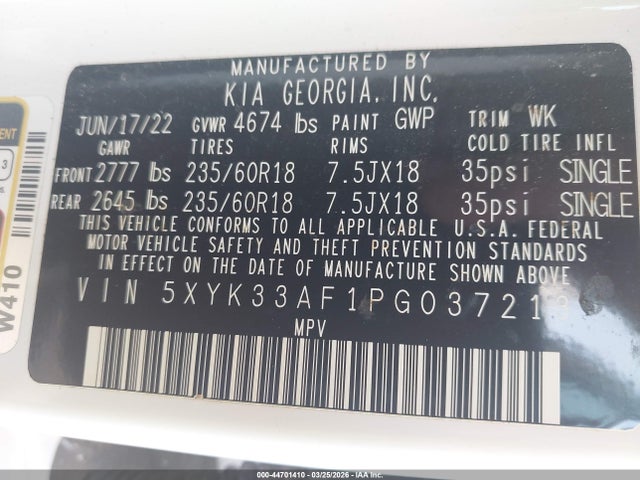 MANUFACTURED BY
KIA GEORGIA, INC.
JUN/17/22 GVWR 4674 lbs PAINT GWP TRIM WK
GAWR TIRES RIMS COLD TIRE INFL
FRONT 2777 lbs 235/60R18 7.5JX18 35psi SINGLE
REAR 2645 lbs 235/60R18 7.5JX18 35psi SINGLE
THIS VEHICLE CONFORMS TO ALL APPLICABLE U.S.A. FEDERAL
MOTOR VEHICLE SAFETY AND THEFT PREVENTION STANDARDS
IN EFFECT ON THE DATE OF MANUFACTURE SHOWN ABOVE
VIN 5XYK33AF1PG037213
MPV
3
W410
000-44701410 - 03/25/2026 - IAA Inc.